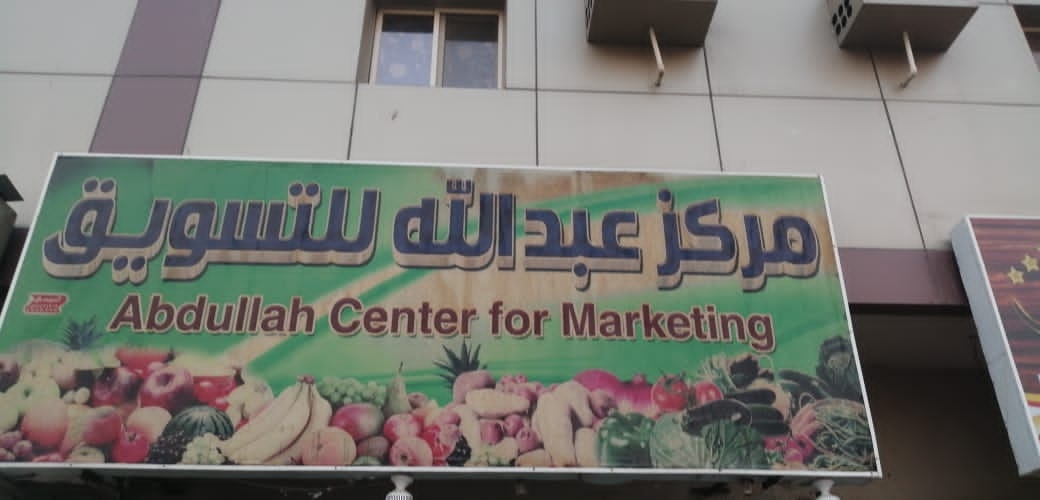 مركز عبدالله للتسويق
Abdullah Center for Marketing